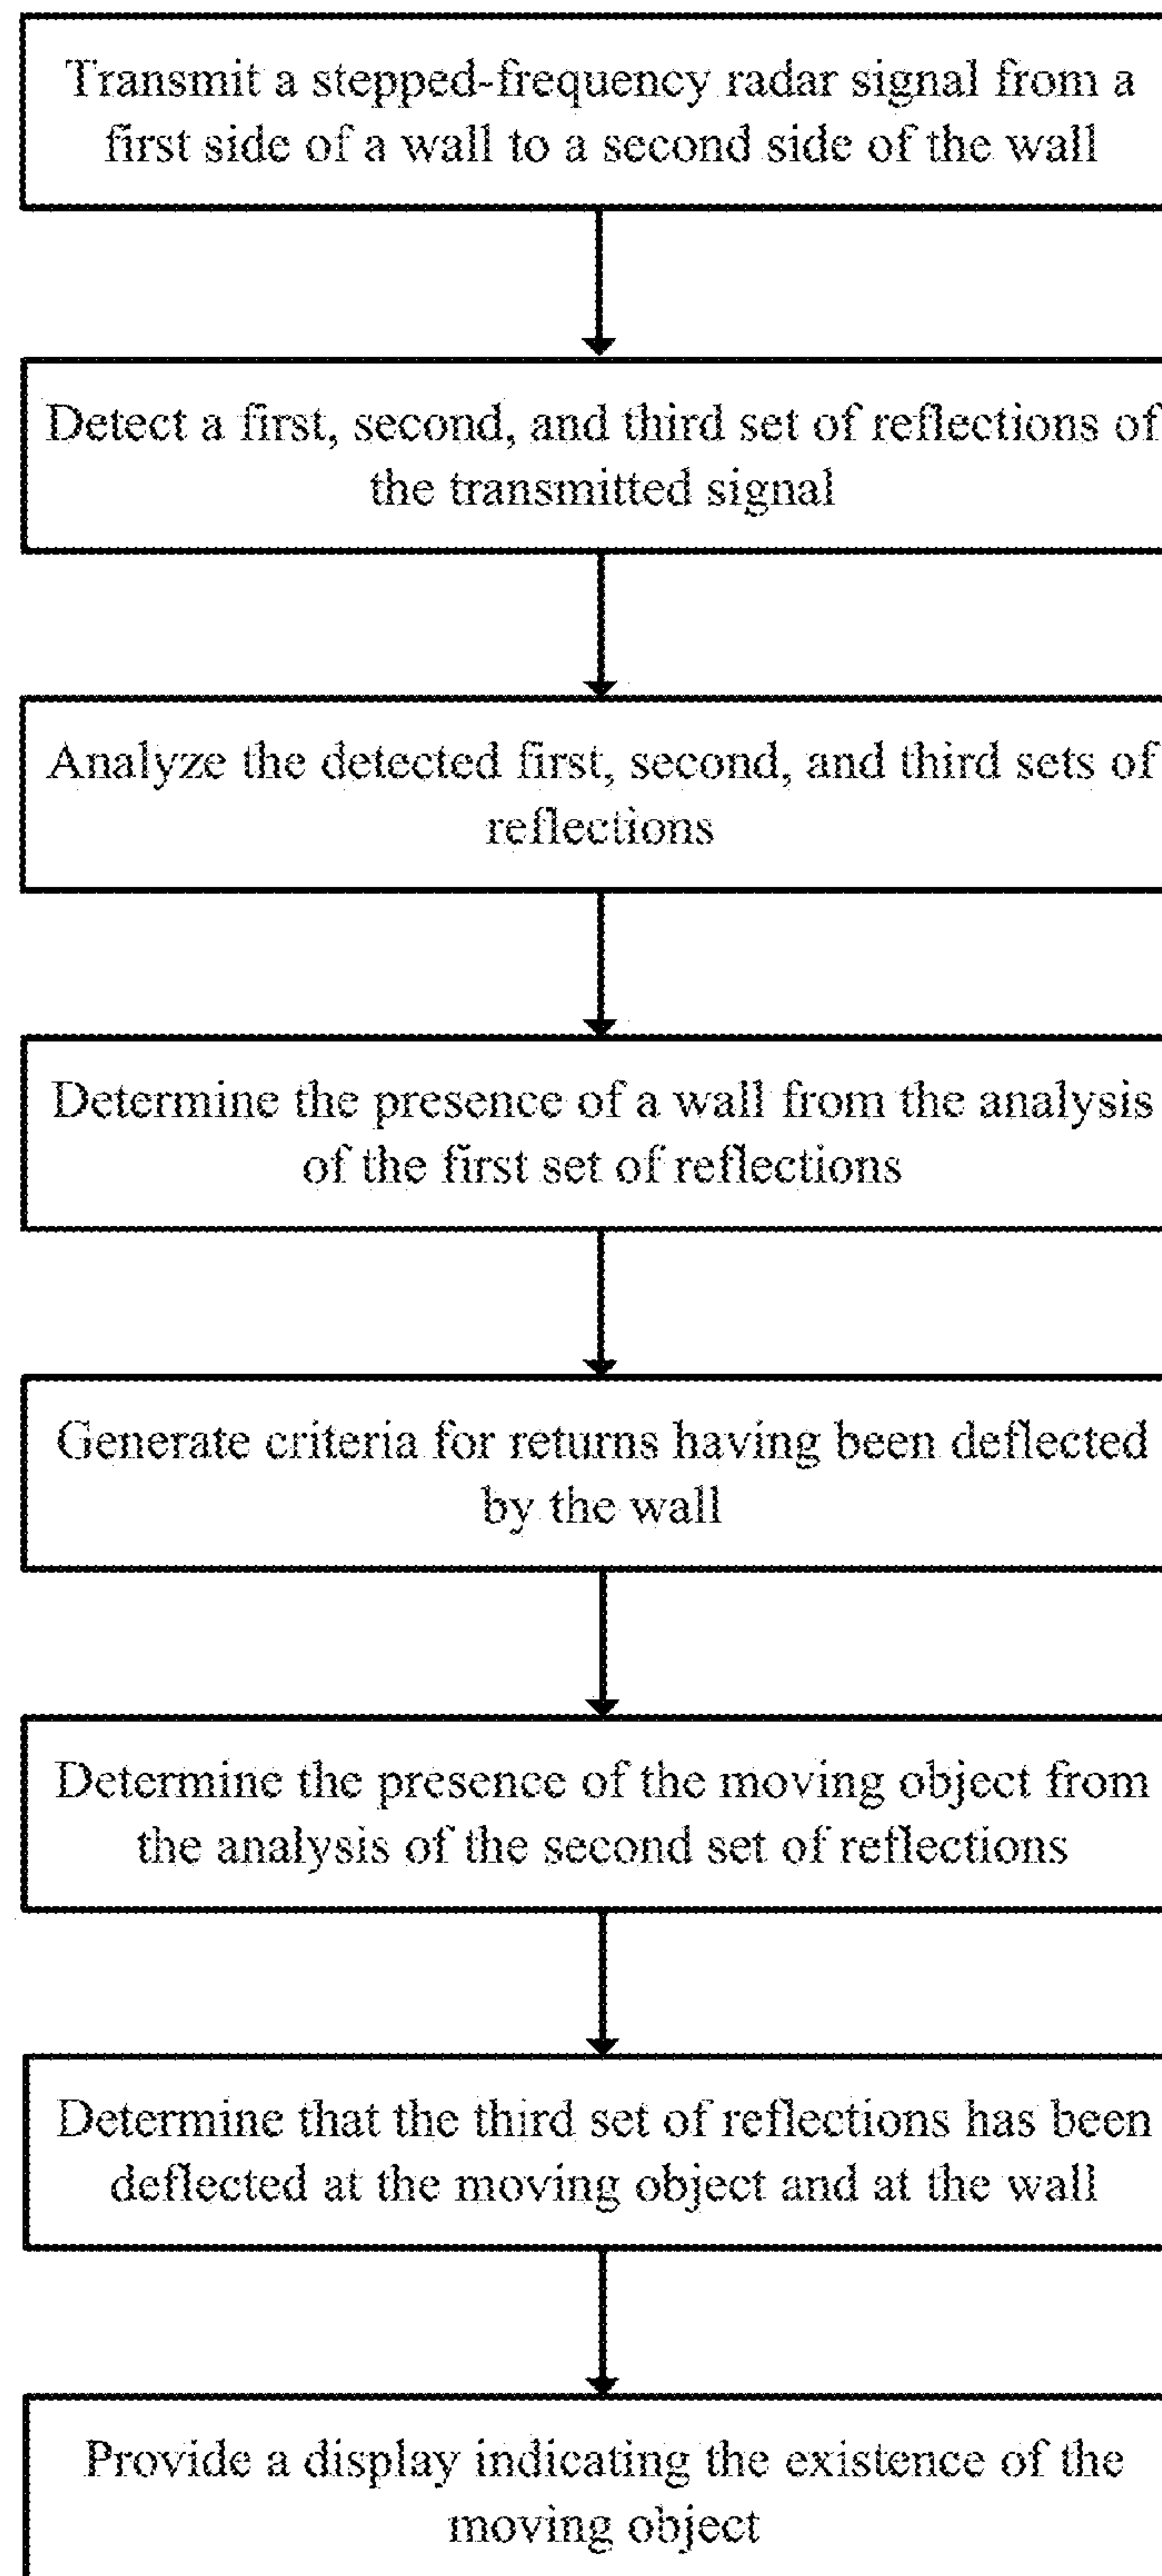 Transmit a stepped-frequency radar signal from a
first side of a wall to a second side of the wall
Detect a first, second, and third set of reflections of
the transmitted signal
Analyze the detected first, second, and third sets of
reflections
Determine the presence of a wall from the analysis
of the first set of reflections
Generate criteria for returns having been deflected
by the wall
Determine the presence of the moving object from
the analysis of the second set of reflections
Determine that the third set of reflections has been
deflected at the moving object and at the wall
Provide a display indicating the existence of the
moving object